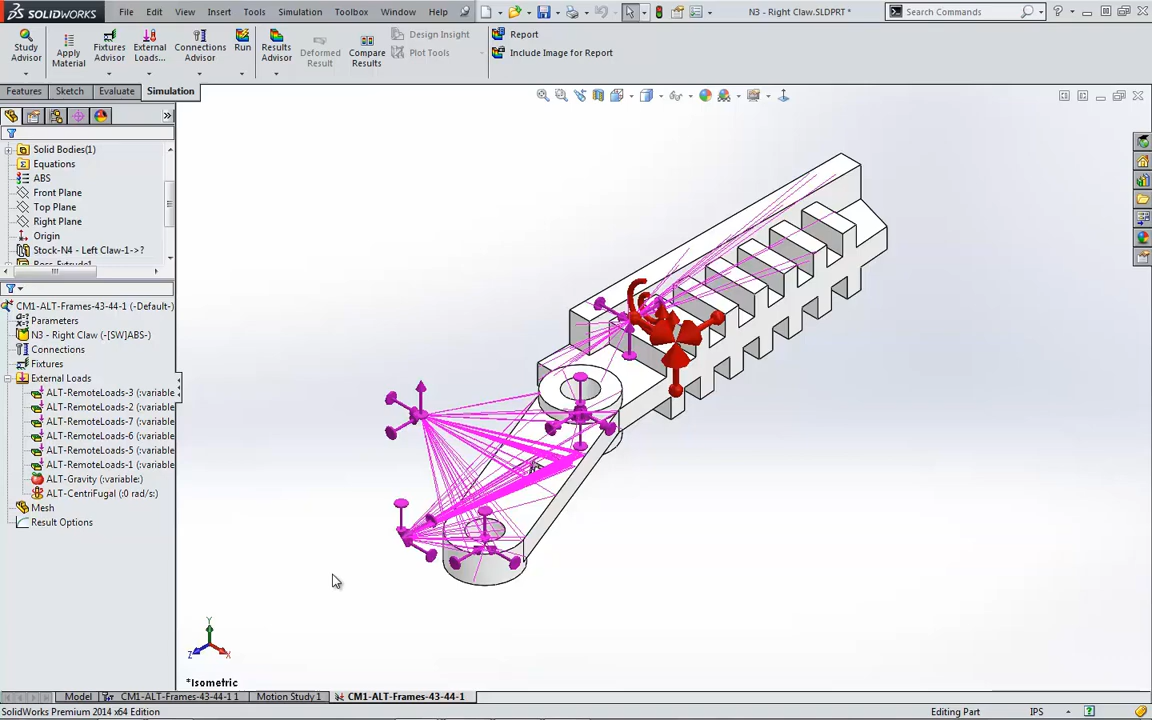 SOLIDWORKS File Edit View Insert Tools Simulation Toolbox Window Help N3 - Right Claw.SLDPRT * Search Commands
Study Advisor
Apply Material
Fixtures Advisor
External Loads...
Connections Advisor
Run
Results Advisor
Deformed Result
Compare Results
Design Insight
Plot Tools
Report
Include Image for Report
Features Sketch Evaluate Simulation
Solid Bodies(1)
Equations
ABS
Front Plane
Top Plane
Right Plane
Origin
Stock-N4 - Left Claw-1->?
CM1-ALT-Frames-43-44-1 (-Default-)
Parameters
N3 - Right Claw (-[SW]ABS-)
Connections
Fixtures
External Loads
ALT-RemoteLoads-3 (:variable
ALT-RemoteLoads-2 (:variable
ALT-RemoteLoads-7 (:variable
ALT-RemoteLoads-6 (:variable
ALT-RemoteLoads-5 (:variable
ALT-RemoteLoads-1 (:variable
ALT-Gravity (:variable:)
ALT-CentriFugal (:0 rad/s:)
Mesh
Result Options
Y
Z
X
*Isometric
Model CM1-ALT-Frames-43-44-1 1 Motion Study 1 CM1-ALT-Frames-43-44-1
SolidWorks Premium 2014 x64 Edition Editing Part IPS